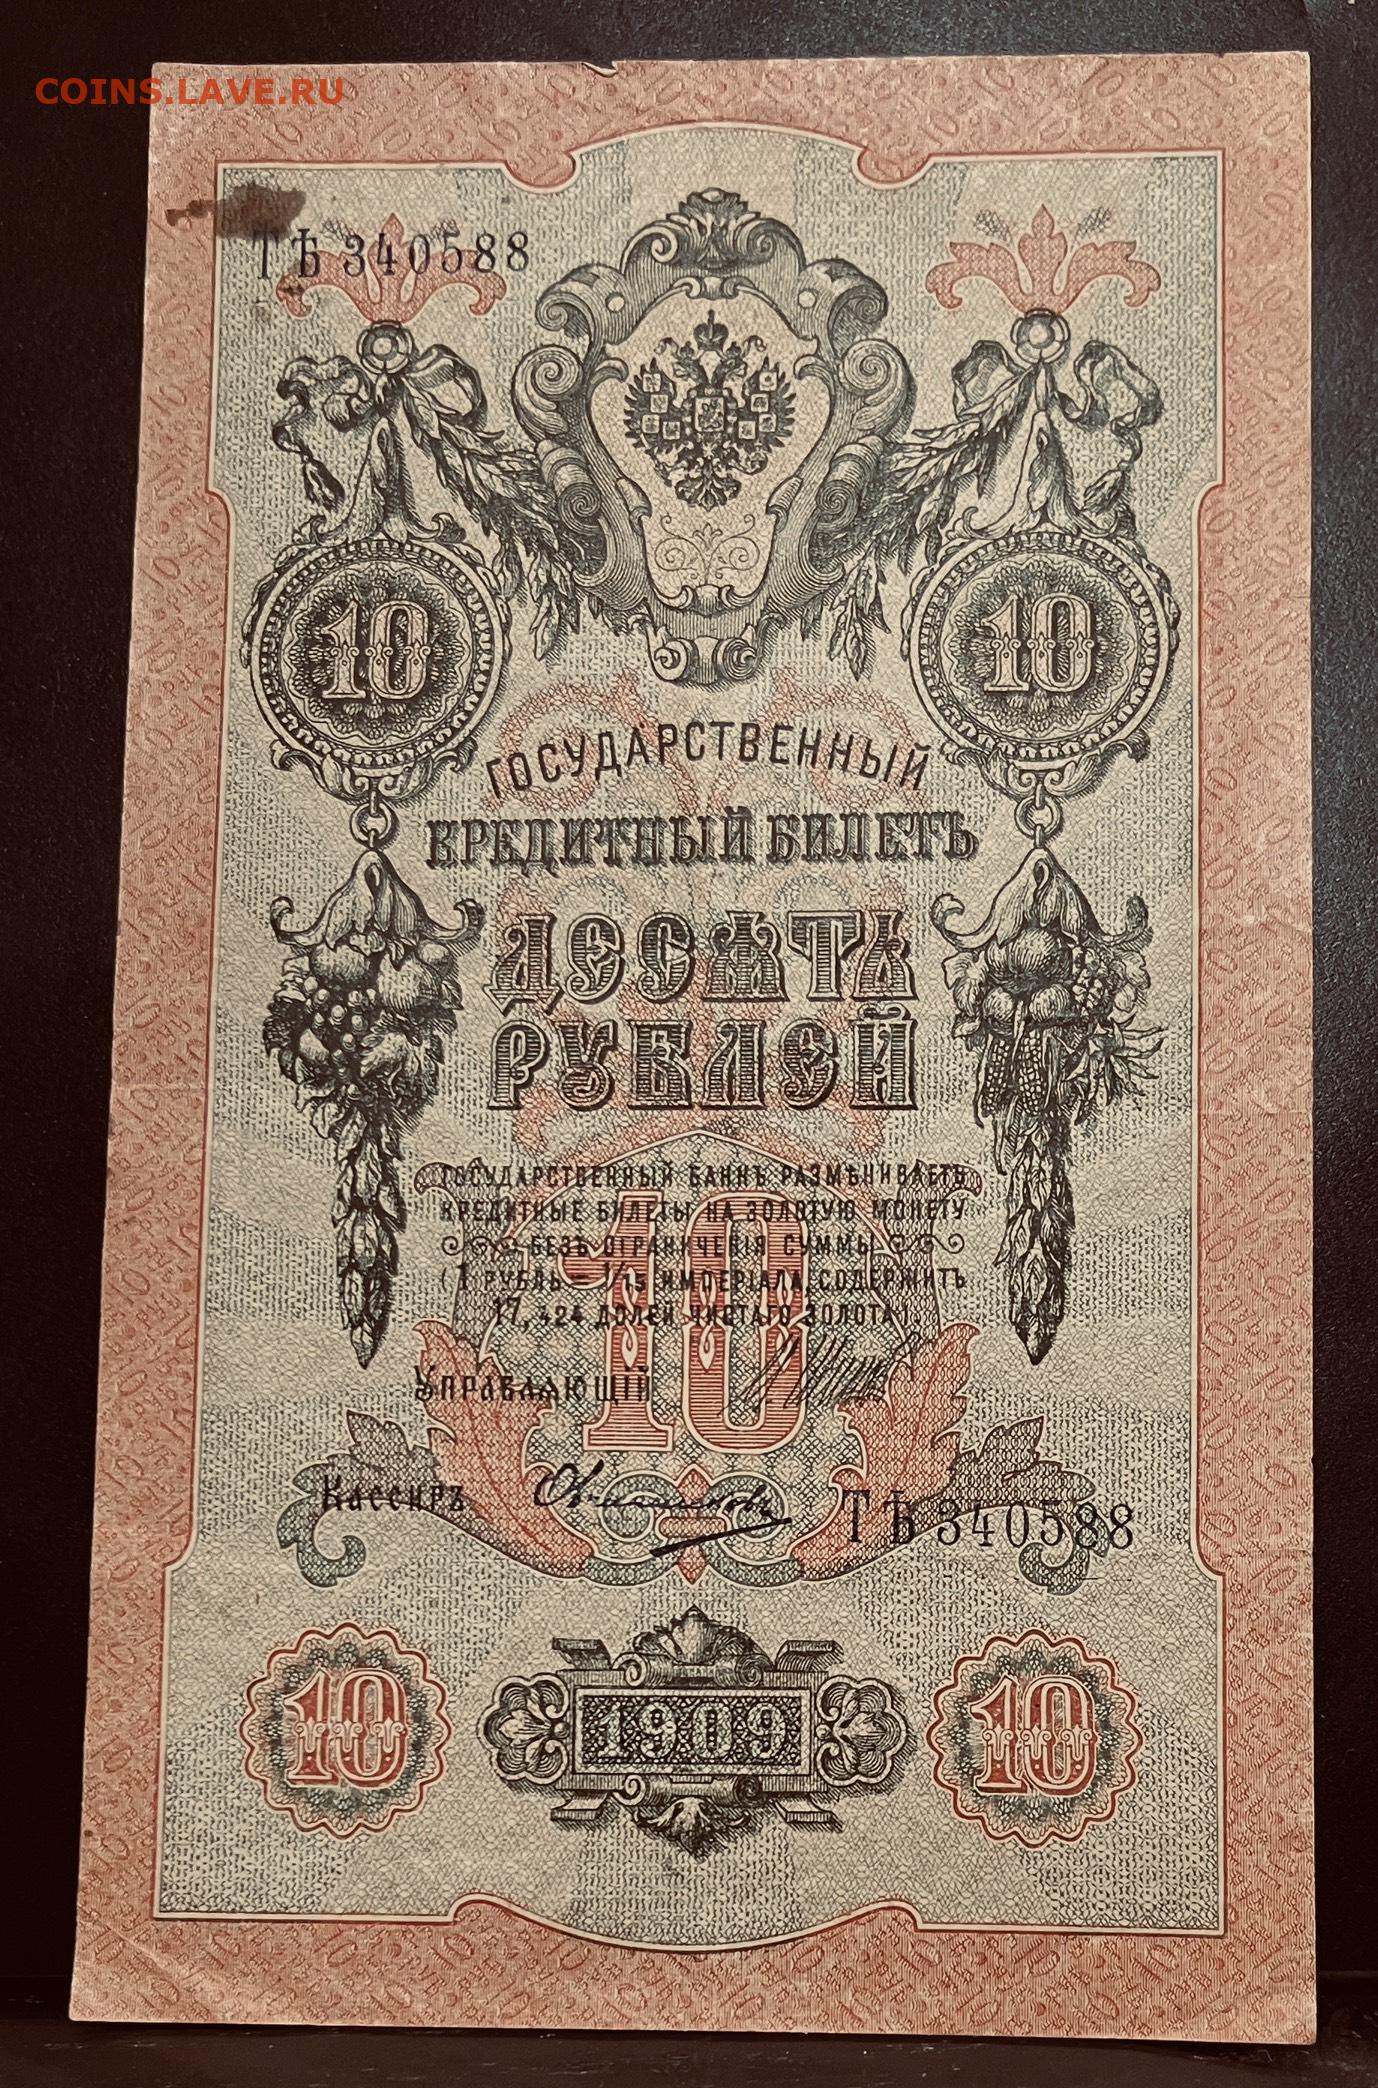 COINS.LAVE.RU
ТѢ 340588
10 10
ГОСУДАРСТВЕННЫЙ
КРЕДИТНЫЙ БИЛЕТЪ
ДЕСЯТЬ
РУБЛЕЙ
ГОСУДАРСТВЕННЫЙ БАНКЪ РАЗМѢНИВАЕТЪ
КРЕДИТНЫЕ БИЛЕТЫ НА ЗОЛОТУЮ МОНЕТУ
БЕЗЪ ОГРАНИЧЕНІЯ СУММЫ
(1 РУБЛЬ = 1/15 ИМПЕРІАЛА, СОДЕРЖИТЪ
17,424 ДОЛЕЙ ЧИСТАГО ЗОЛОТА).
10
УПРАВЛЯЮЩІЙ
КАССИРЪ Овчинниковъ
ТѢ 340588
10 1909 10